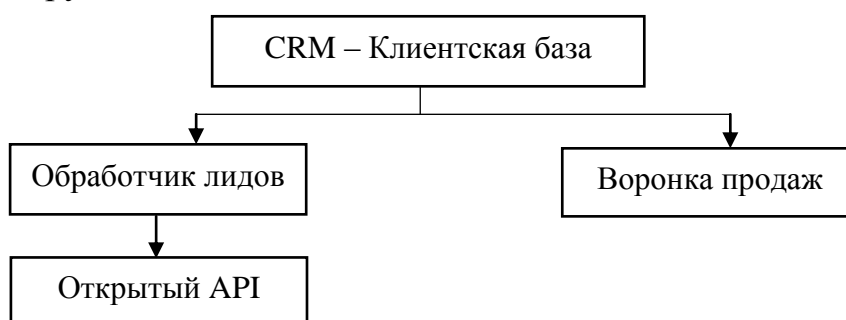 CRM – Клиентская база
Обработчик лидов
Воронка продаж
Открытый API